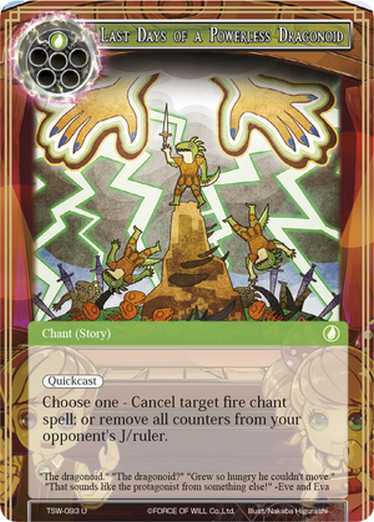 Last Days of a Powerless Dragonoid
Chant (Story)
Quickcast
Choose one - Cancel target fire chant
spell; or remove all counters from your
opponent's J/ruler.
"The dragonoid." "The dragonoid?" "Grew so hungry he couldn't move."
"That sounds like the protagonist from something else!" -Eve and Eva
TSW-093 U ©FORCE OF WILL Co.,Ltd. Illust/Nakaba Higurashi